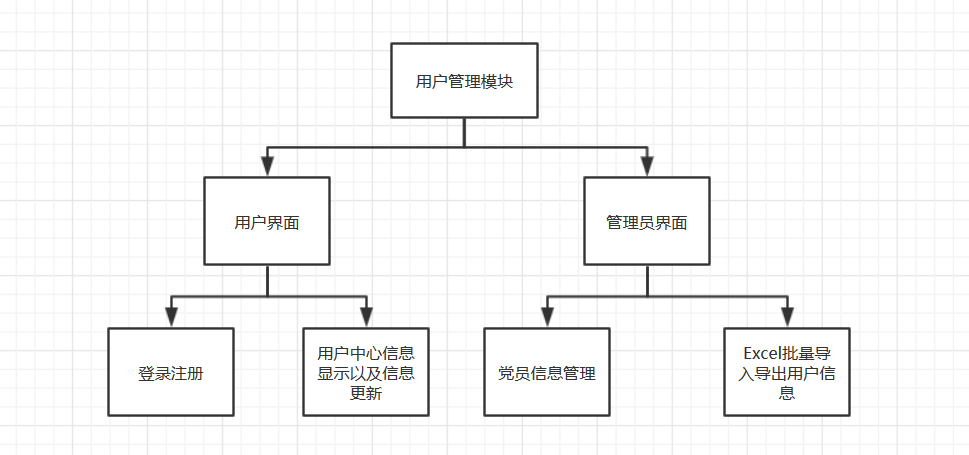 用户管理模块
用户界面
管理员界面
登录注册
用户中心信息
显示以及信息
更新
党员信息管理
Excel批量导
入导出用户信
息